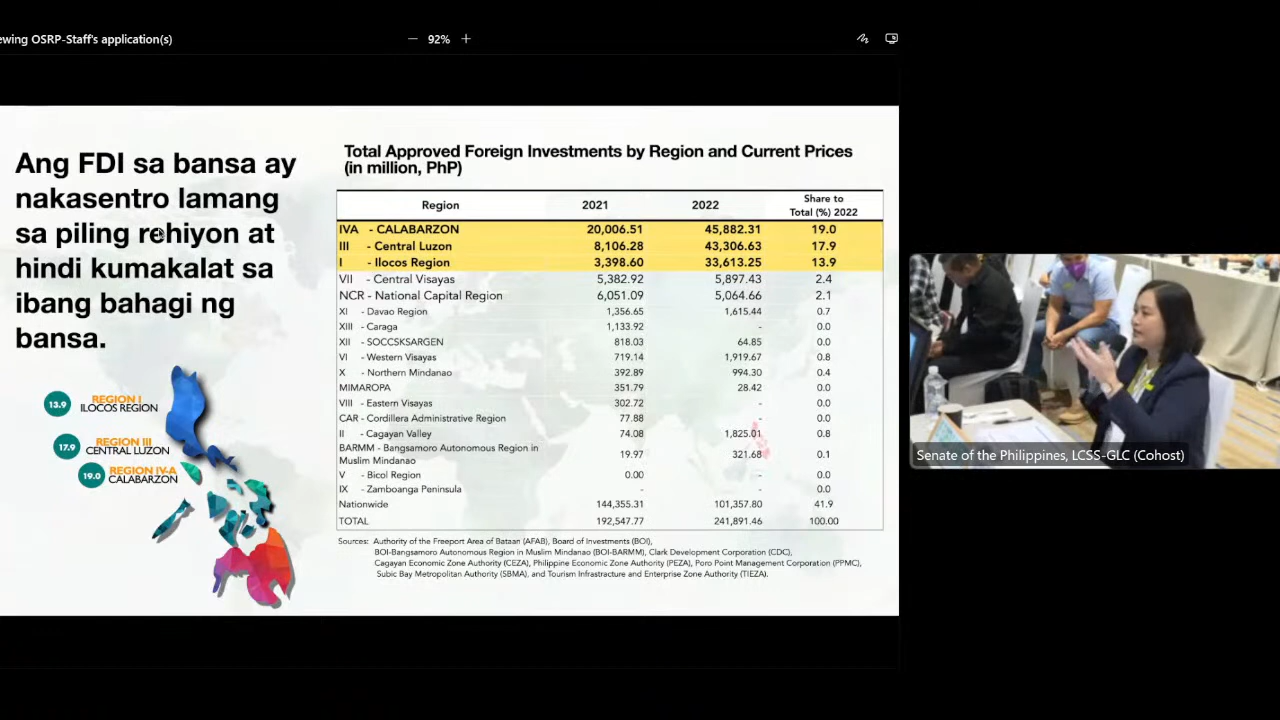 ewing OSRP-Staff's application(s)
92%
Ang FDI sa bansa ay
nakasentro lamang
sa piling rehiyon at
hindi kumakalat sa
ibang bahagi ng
bansa.
13.9 REGION I
ILOCOS REGION
17.9 REGION III
CENTRAL LUZON
19.0 REGION IV-A
CALABARZON
Total Approved Foreign Investments by Region and Current Prices
(in million, PhP)
Region 2021 2022 Share to
Total (%) 2022
IVA - CALABARZON 20,006.51 45,882.31 19.0
III - Central Luzon 8,106.28 43,306.63 17.9
I - Ilocos Region 3,398.60 33,613.25 13.9
VII - Central Visayas 5,382.92 5,897.43 2.4
NCR - National Capital Region 6,051.09 5,064.66 2.1
XI - Davao Region 1,356.65 1,615.44 0.7
XIII - Caraga 1,133.92 - 0.0
XII - SOCCSKSARGEN 818.03 64.85 0.0
VI - Western Visayas 719.14 1,919.67 0.8
X - Northern Mindanao 392.89 994.30 0.4
MIMAROPA 351.79 28.42 0.0
VIII - Eastern Visayas 302.72 - 0.0
CAR - Cordillera Administrative Region 77.88 - 0.0
II - Cagayan Valley 74.08 1,825.01 0.8
BARMM - Bangsamoro Autonomous Region in
Muslim Mindanao 19.97 321.68 0.1
V - Bicol Region 0.00 - 0.0
IX - Zamboanga Peninsula - - 0.0
Nationwide 144,355.31 101,357.80 41.9
TOTAL 192,547.77 241,891.46 100.00
Sources: Authority of the Freeport Area of Bataan (AFAB), Board of Investments (BOI),
BOI-Bangsamoro Autonomous Region in Muslim Mindanao (BOI-BARMM), Clark Development Corporation (CDC),
Cagayan Economic Zone Authority (CEZA), Philippine Economic Zone Authority (PEZA), Poro Point Management Corporation (PPMC),
Subic Bay Metropolitan Authority (SBMA), and Tourism Infrastructure and Enterprise Zone Authority (TIEZA).
Senate of the Philippines, LCSS-GLC (Cohost)